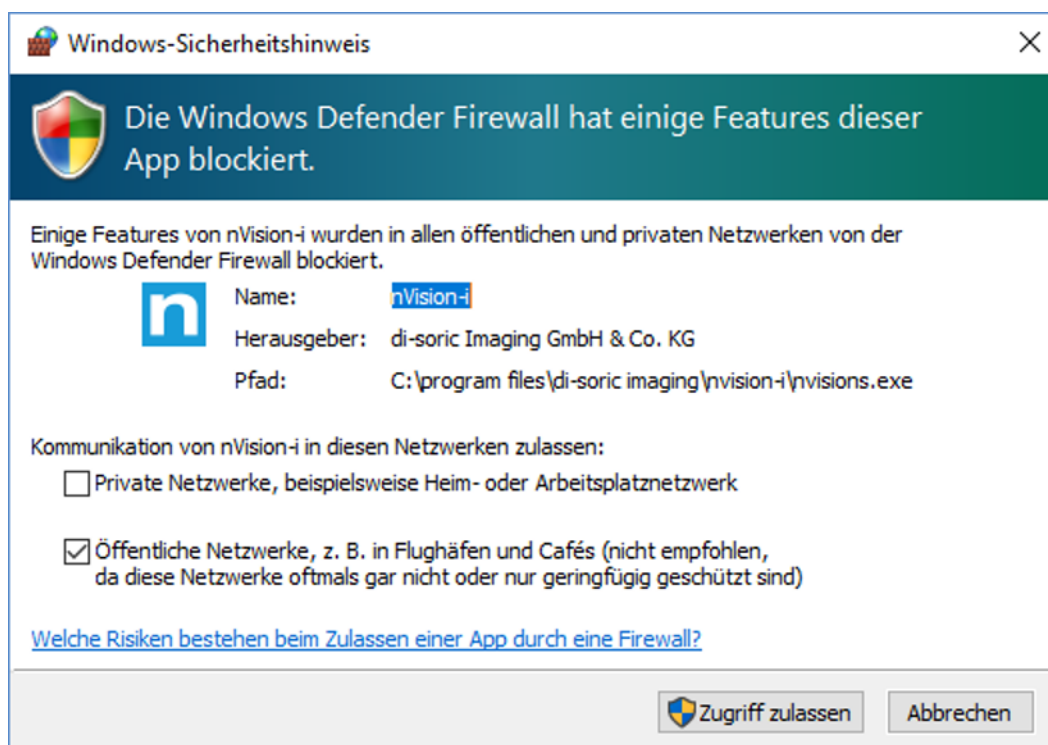 Windows-Sicherheitshinweis
Die Windows Defender Firewall hat einige Features dieser
App blockiert.
Einige Features von nVision-i wurden in allen öffentlichen und privaten Netzwerken von der
Windows Defender Firewall blockiert.
n
Name: nVision-i
Herausgeber: di-soric Imaging GmbH & Co. KG
Pfad: C:\program files\di-soric imaging\nvision-i\nvisions.exe
Kommunikation von nVision-i in diesen Netzwerken zulassen:
Private Netzwerke, beispielsweise Heim- oder Arbeitsplatznetzwerk
Öffentliche Netzwerke, z. B. in Flughäfen und Cafés (nicht empfohlen,
da diese Netzwerke oftmals gar nicht oder nur geringfügig geschützt sind)
Welche Risiken bestehen beim Zulassen einer App durch eine Firewall?
Zugriff zulassen Abbrechen